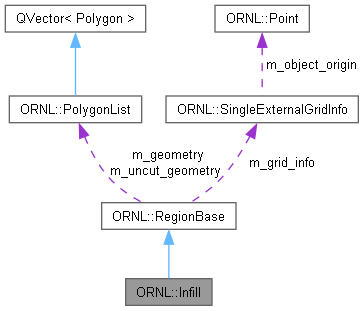 QVector< Polygon >
ORNL::Point
m_object_origin
ORNL::PolygonList
ORNL::SingleExternalGridInfo
m_geometry
m_uncut_geometry
m_grid_info
ORNL::RegionBase
ORNL::Infill